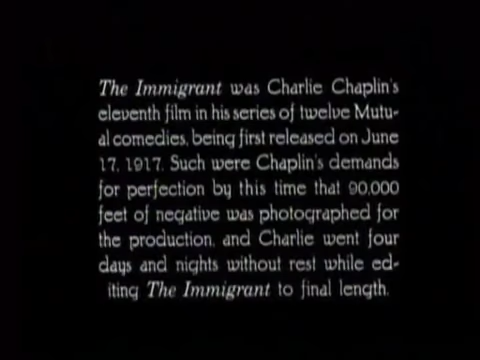 The Immigrant was Charlie Chaplin's
eleventh film in his series of twelve Mutu-
al comedies, being first released on June
17, 1917. Such were Chaplin's demands
for perfection by this time that 90,000
feet of negative was photographed for
the production, and Charlie went four
days and nights without rest while ed-
iting The Immigrant to final length.